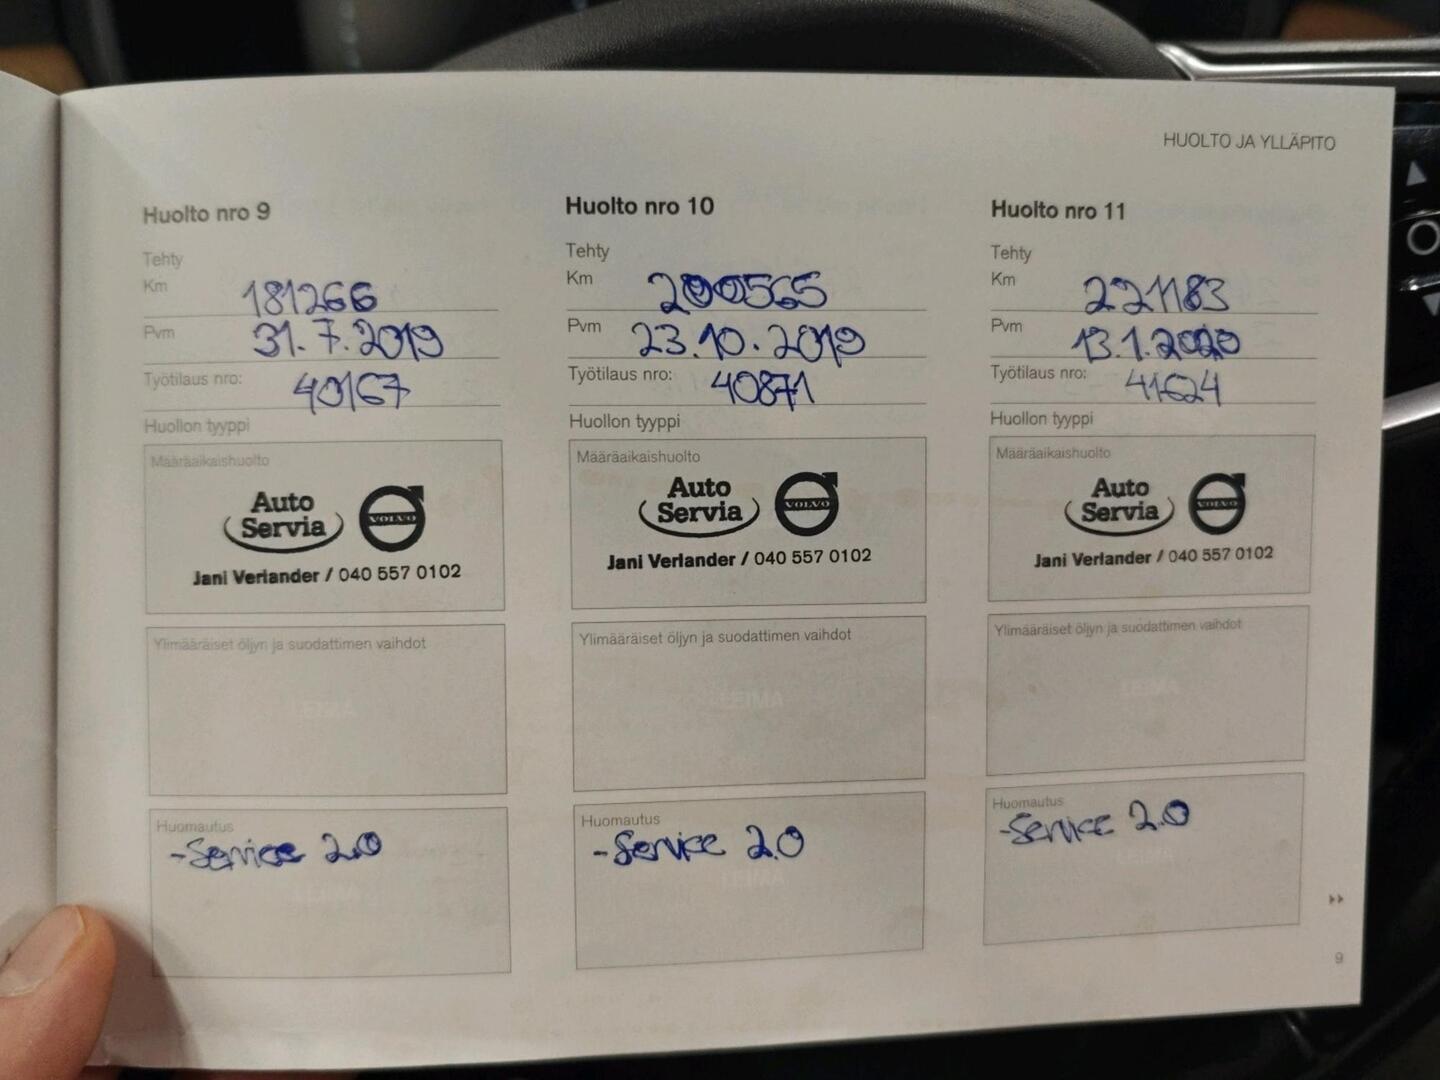 HUOLTO JA YLLÄPITO
Huolto nro 9
Tehty
Km 181266
Pvm 31.7.2019
Työtilaus nro: 40167
Huollon tyyppi
Määräaikaishuolto
Auto
Servia
VOLVO
Jani Verlander / 040 557 0102
Ylimääräiset öljyn ja suodattimen vaihdot
Huomautus
-Service 2.0
Huolto nro 10
Tehty
Km 200565
Pvm 23.10.2019
Työtilaus nro: 40871
Huollon tyyppi
Määräaikaishuolto
Auto
Servia
VOLVO
Jani Verlander / 040 557 0102
Ylimääräiset öljyn ja suodattimen vaihdot
Huomautus
-Service 2.0
Huolto nro 11
Tehty
Km 221183
Pvm 13.1.2020
Työtilaus nro: 41624
Huollon tyyppi
Määräaikaishuolto
Auto
Servia
VOLVO
Jani Verlander / 040 557 0102
Ylimääräiset öljyn ja suodattimen vaihdot
Huomautus
-Service 2.0
9